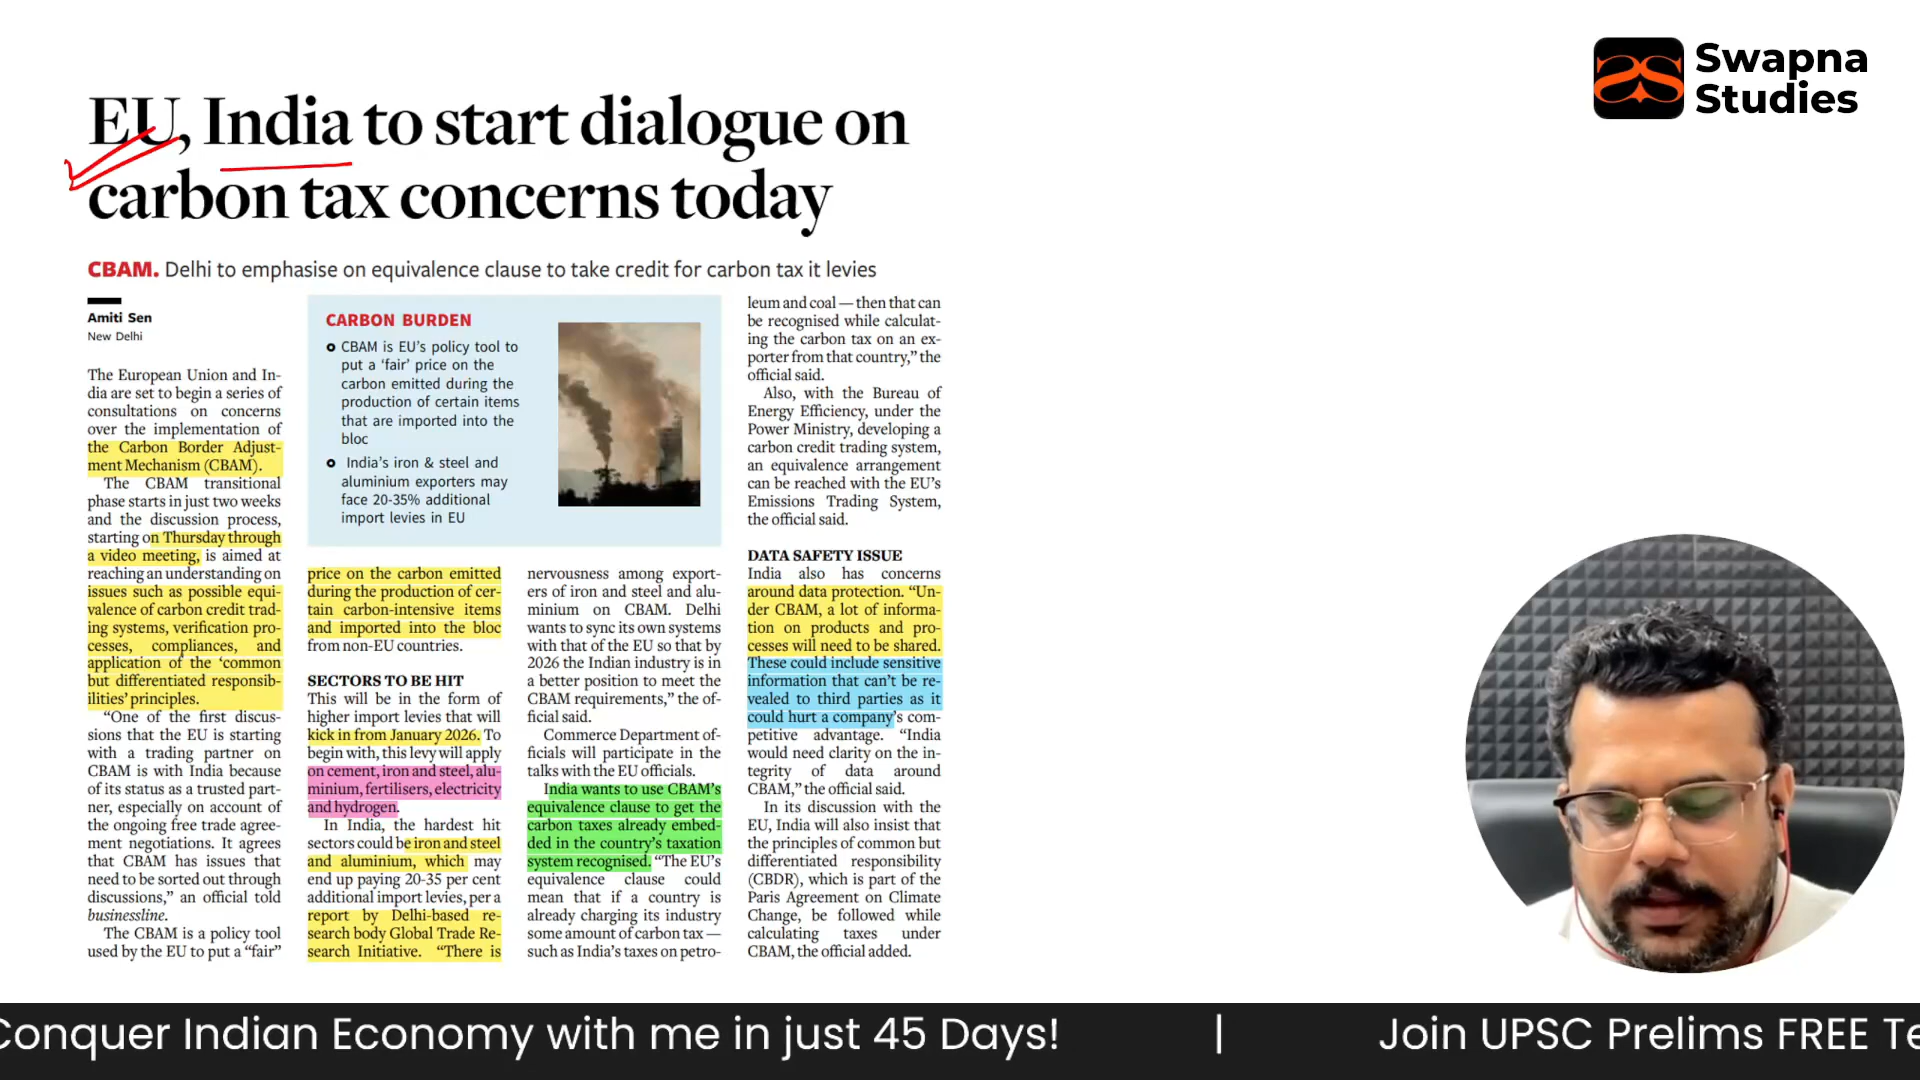 Swapna
Studies
EU, India to start dialogue on
carbon tax concerns today
CBAM. Delhi to emphasise on equivalence clause to take credit for carbon tax it levies
Amiti Sen
New Delhi
The European Union and In-
dia are set to begin a series of
consultations on concerns
over the implementation of
the Carbon Border Adjust-
ment Mechanism (CBAM).
The CBAM transitional
phase starts in just two weeks
and the discussion process,
starting on Thursday through
a video meeting, is aimed at
reaching an understanding on
issues such as possible equi-
valence of carbon credit trad-
ing systems, verification pro-
cesses, compliances, and
application of the ‘common
but differentiated responsib-
ilities’ principles.
“One of the first discus-
sions that the EU is starting
with a trading partner on
CBAM is with India because
of its status as a trusted part-
ner, especially on account of
the ongoing free trade agree-
ment negotiations. It agrees
that CBAM has issues that
need to be sorted out through
discussions,” an official told
businessline.
The CBAM is a policy tool
used by the EU to put a “fair”
CARBON BURDEN
CBAM is EU’s policy tool to
put a ‘fair’ price on the
carbon emitted during the
production of certain items
that are imported into the
bloc
India’s iron & steel and
aluminium exporters may
face 20-35% additional
import levies in EU
price on the carbon emitted
during the production of cer-
tain carbon-intensive items
and imported into the bloc
from non-EU countries.
SECTORS TO BE HIT
This will be in the form of
higher import levies that will
kick in from January 2026. To
begin with, this levy will apply
on cement, iron and steel, alu-
minium, fertilisers, electricity
and hydrogen.
In India, the hardest hit
sectors could be iron and steel
and aluminium, which may
end up paying 20-35 per cent
additional import levies, per a
report by Delhi-based re-
search body Global Trade Re-
search Initiative. “There is
nervousness among export-
ers of iron and steel and alu-
minium on CBAM. Delhi
wants to sync its own systems
with that of the EU so that by
2026 the Indian industry is in
a better position to meet the
CBAM requirements,” the of-
ficial said.
Commerce Department of-
ficials will participate in the
talks with the EU officials.
India wants to use CBAM’s
equivalence clause to get the
carbon taxes already embed-
ded in the country’s taxation
system recognised. “The EU’s
equivalence clause could
mean that if a country is
already charging its industry
some amount of carbon tax —
such as India’s taxes on petro-
leum and coal — then that can
be recognised while calculat-
ing the carbon tax on an ex-
porter from that country,” the
official said.
Also, with the Bureau of
Energy Efficiency, under the
Power Ministry, developing a
carbon credit trading system,
an equivalence arrangement
can be reached with the EU’s
Emissions Trading System,
the official said.
DATA SAFETY ISSUE
India also has concerns
around data protection. “Un-
der CBAM, a lot of informa-
tion on products and pro-
cesses will need to be shared.
These could include sensitive
information that can’t be re-
vealed to third parties as it
could hurt a company’s com-
petitive advantage. “India
would need clarity on the in-
tegrity of data around
CBAM,” the official said.
In its discussion with the
EU, India will also insist that
the principles of common but
differentiated responsibility
(CBDR), which is part of the
Paris Agreement on Climate
Change, be followed while
calculating taxes under
CBAM, the official added.
Conquer Indian Economy with me in just 45 Days! | Join UPSC Prelims FREE Te